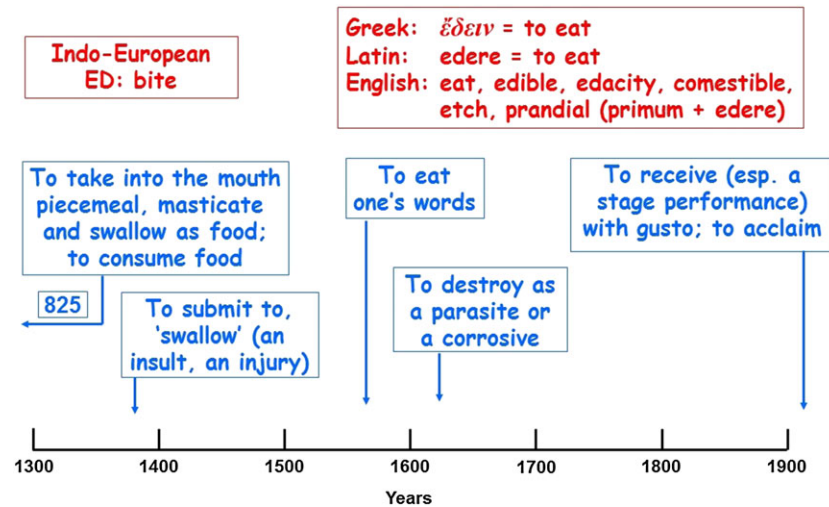 Indo-European
ED: bite
Greek: ἔδειν = to eat
Latin: edere = to eat
English: eat, edible, edacity, comestible,
etch, prandial (primum + edere)
To take into the mouth
piecemeal, masticate
and swallow as food;
to consume food
825
To submit to,
‘swallow’ (an
insult, an injury)
To eat
one’s words
To destroy as
a parasite or
a corrosive
To receive (esp. a
stage performance)
with gusto; to acclaim
1300 1400 1500 1600 1700 1800 1900
Years